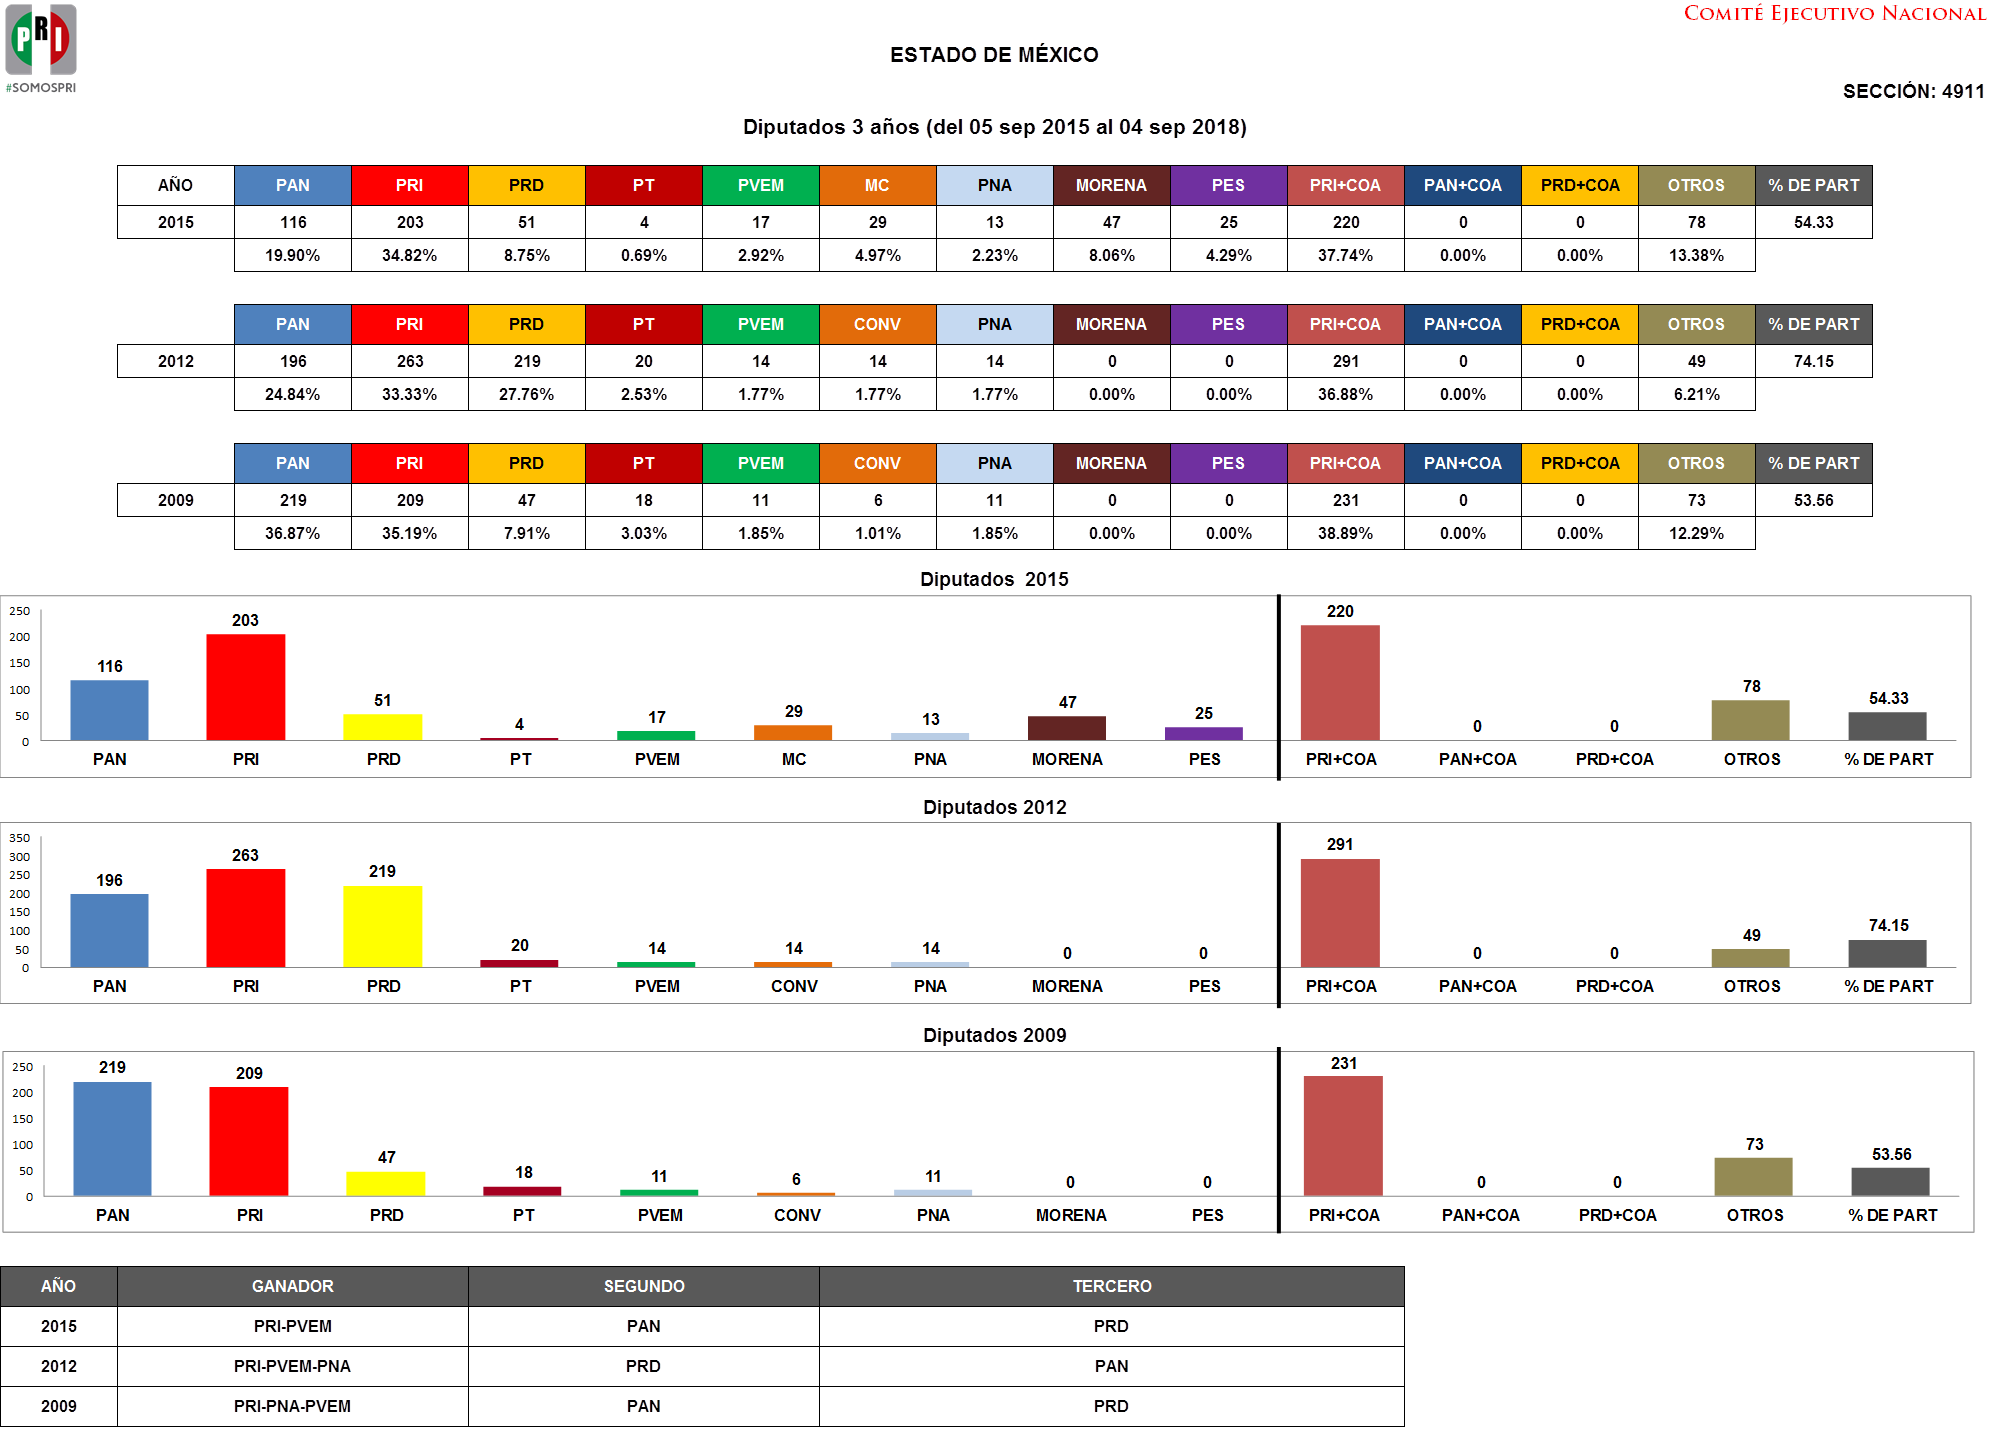 PRI
#SOMOSPRI
COMITÉ EJECUTIVO NACIONAL
ESTADO DE MÉXICO
SECCIÓN: 4911
Diputados 3 años (del 05 sep 2015 al 04 sep 2018)
AÑO PAN PRI PRD PT PVEM MC PNA MORENA PES PRI+COA PAN+COA PRD+COA OTROS % DE PART
2015 116 203 51 4 17 29 13 47 25 220 0 0 78 54.33
19.90% 34.82% 8.75% 0.69% 2.92% 4.97% 2.23% 8.06% 4.29% 37.74% 0.00% 0.00% 13.38%
PAN PRI PRD PT PVEM CONV PNA MORENA PES PRI+COA PAN+COA PRD+COA OTROS % DE PART
2012 196 263 219 20 14 14 14 0 0 291 0 0 49 74.15
24.84% 33.33% 27.76% 2.53% 1.77% 1.77% 1.77% 0.00% 0.00% 36.88% 0.00% 0.00% 6.21%
PAN PRI PRD PT PVEM CONV PNA MORENA PES PRI+COA PAN+COA PRD+COA OTROS % DE PART
2009 219 209 47 18 11 6 11 0 0 231 0 0 73 53.56
36.87% 35.19% 7.91% 3.03% 1.85% 1.01% 1.85% 0.00% 0.00% 38.89% 0.00% 0.00% 12.29%
Diputados 2015
250
200
150
100
50
0
116 203 51 4 17 29 13 47 25 220 0 0 78 54.33
PAN PRI PRD PT PVEM MC PNA MORENA PES PRI+COA PAN+COA PRD+COA OTROS % DE PART
Diputados 2012
350
300
250
200
150
100
50
0
196 263 219 20 14 14 14 0 0 291 0 0 49 74.15
PAN PRI PRD PT PVEM CONV PNA MORENA PES PRI+COA PAN+COA PRD+COA OTROS % DE PART
Diputados 2009
250
200
150
100
50
0
219 209 47 18 11 6 11 0 0 231 0 0 73 53.56
PAN PRI PRD PT PVEM CONV PNA MORENA PES PRI+COA PAN+COA PRD+COA OTROS % DE PART
AÑO GANADOR SEGUNDO TERCERO
2015 PRI-PVEM PAN PRD
2012 PRI-PVEM-PNA PRD PAN
2009 PRI-PNA-PVEM PAN PRD